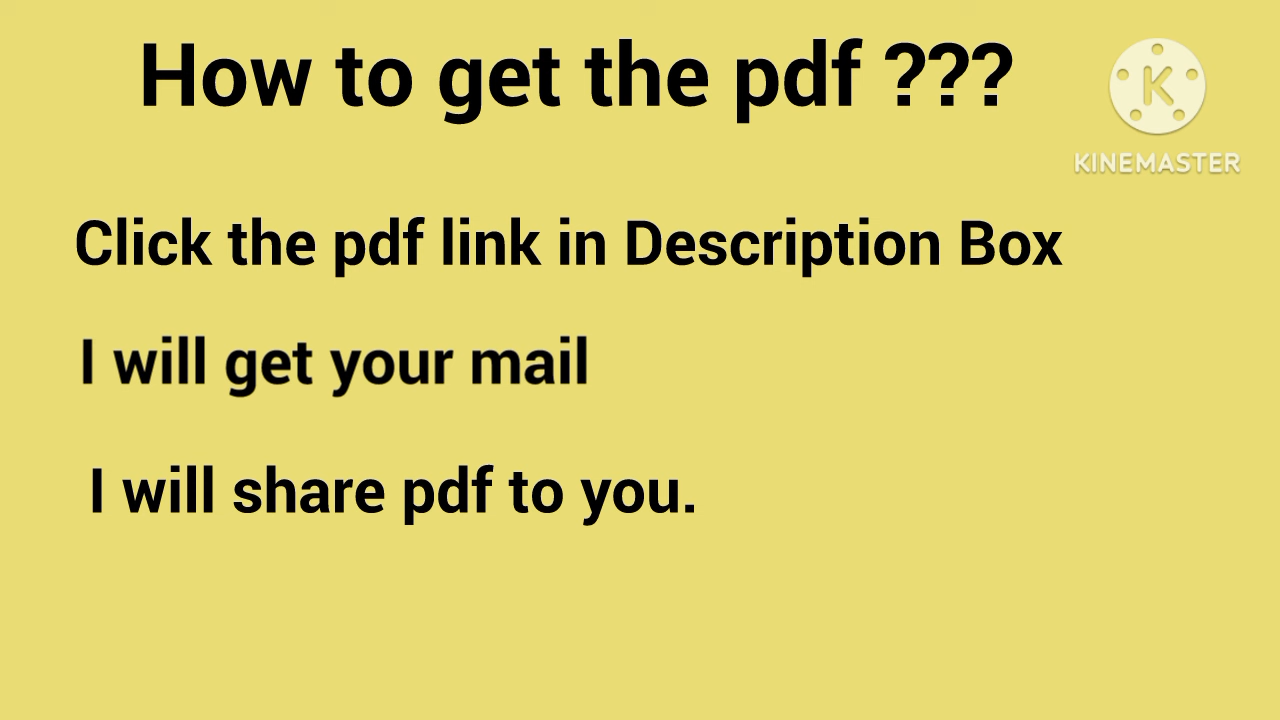 How to get the pdf ???
K
KINEMASTER
Click the pdf link in Description Box
I will get your mail
I will share pdf to you.